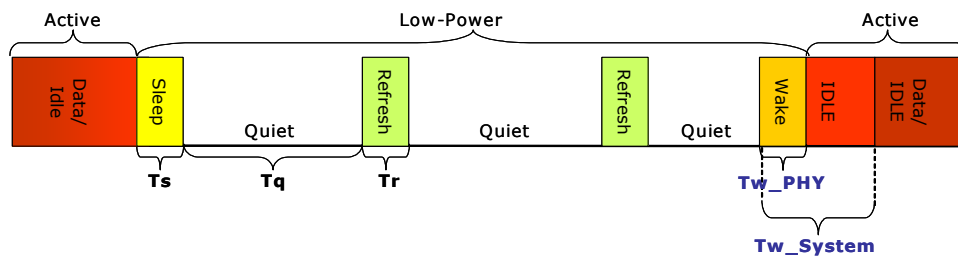 Active
Low-Power
Active
Data/
Idle
Sleep
Quiet
Refresh
Quiet
Refresh
Quiet
Wake
IDLE
Data/
IDLE
Ts
Tq
Tr
Tw_PHY
Tw_System